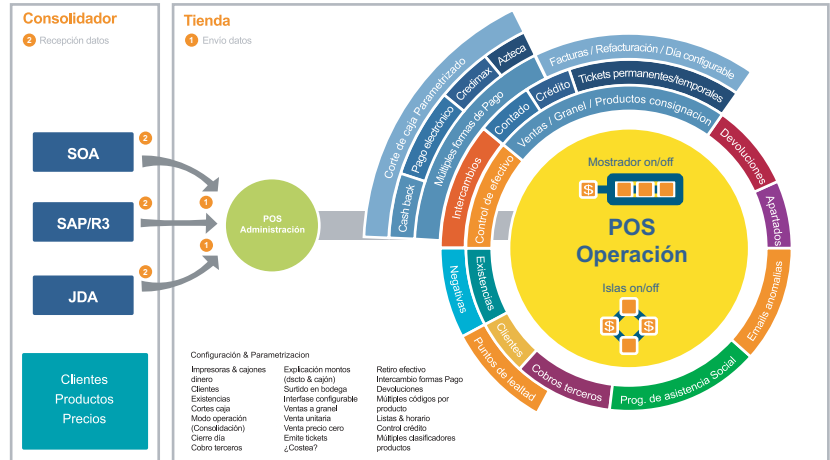 Consolidador
2 Recepción datos
SOA
2
SAP/R3
2
JDA
2
Clientes
Productos
Precios
Tienda
1 Envío datos
1
1
POS
Administración
Corte de caja Parametrizado
Cash back
Pago electrónico
Credimax
Azteca
Múltiples formas de Pago
Facturas / Refacturación / Día configurable
Intercambios
Contado
Crédito
Tickets permanentes/temporales
Control de efectivo
Ventas / Granel / Productos consignacion
Devoluciones
Apartados
Emails anomalías
Prog. de asistencia Social
Cobros terceros
Clientes
Puntos de lealtad
Existencias
Negativas
Mostrador on/off
$
POS
Operación
Islas on/off
$ $
Configuración & Parametrizacion
Impresoras & cajones
dinero
Clientes
Existencias
Cortes caja
Modo operación
(Consolidación)
Cierre día
Cobro terceros
Explicación montos
(dscto & cajón)
Surtido en bodega
Interfase configurable
Ventas a granel
Venta unitaria
Venta precio cero
Emite tickets
¿Costea?
Retiro efectivo
Intercambio formas Pago
Devoluciones
Múltiples códigos por
producto
Listas & horario
Control crédito
Múltiples clasificadores
productos